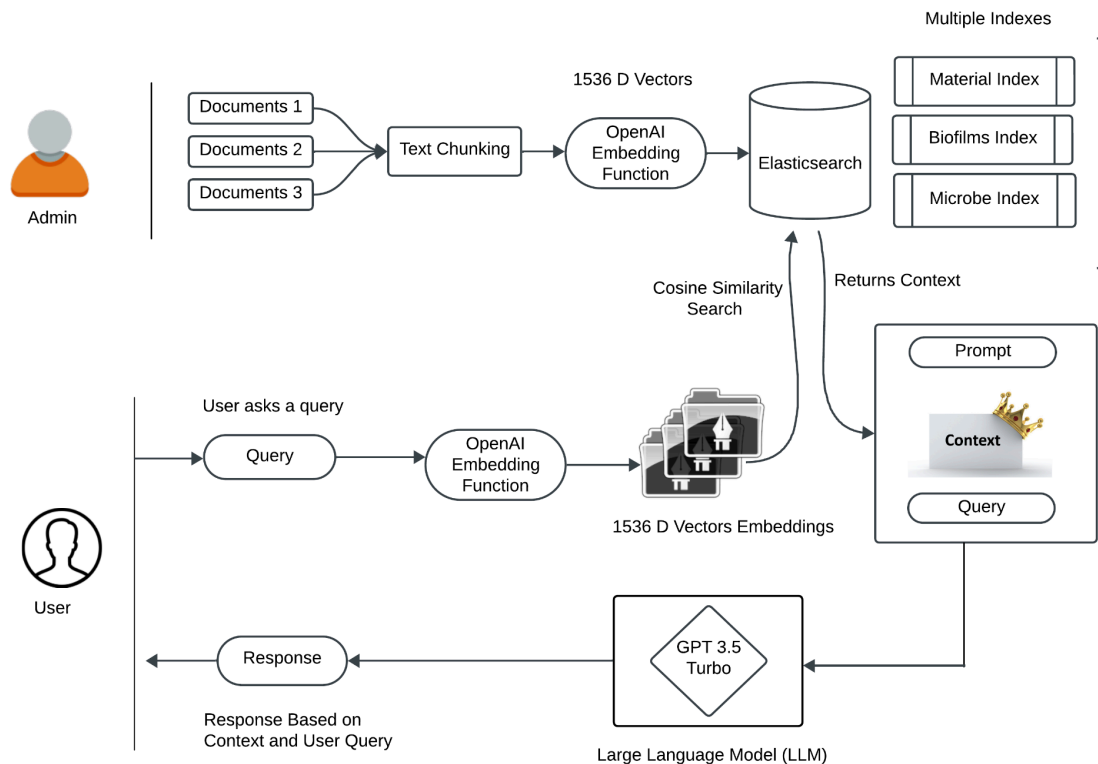 Multiple Indexes
Material Index
Biofilms Index
Microbe Index
1536 D Vectors
Documents 1
Documents 2
Documents 3
Text Chunking
OpenAI
Embedding
Function
Elasticsearch
Admin
Cosine Similarity
Search
Returns Context
Prompt
Context
Query
User asks a query
Query
OpenAI
Embedding
Function
1536 D Vectors Embeddings
User
Response
GPT 3.5
Turbo
Response Based on
Context and User Query
Large Language Model (LLM)